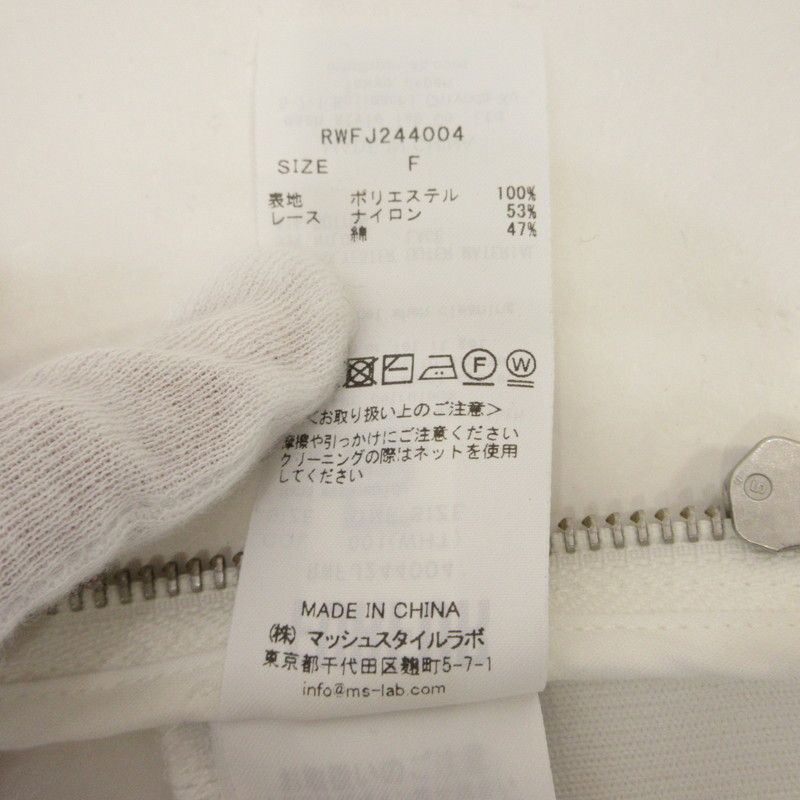 RWFJ244004
SIZE F
表地 ポリエステル 100%
レース ナイロン 53%
綿 47%
F W
<お取り扱い上のご注意>
摩擦や引っかけにご注意ください
クリーニングの際はネットを使用
してください
MADE IN CHINA
(株)マッシュスタイルラボ
東京都千代田区麹町5-7-1
info@ms-lab.com